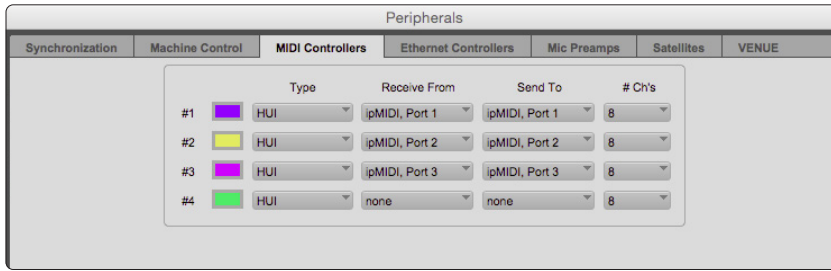 Peripherals
Synchronization Machine Control MIDI Controllers Ethernet Controllers Mic Preamps Satellites VENUE
Type Receive From Send To # Ch's
#1 HUI ipMIDI, Port 1 ipMIDI, Port 1 8
#2 HUI ipMIDI, Port 2 ipMIDI, Port 2 8
#3 HUI ipMIDI, Port 3 ipMIDI, Port 3 8
#4 HUI none none 8